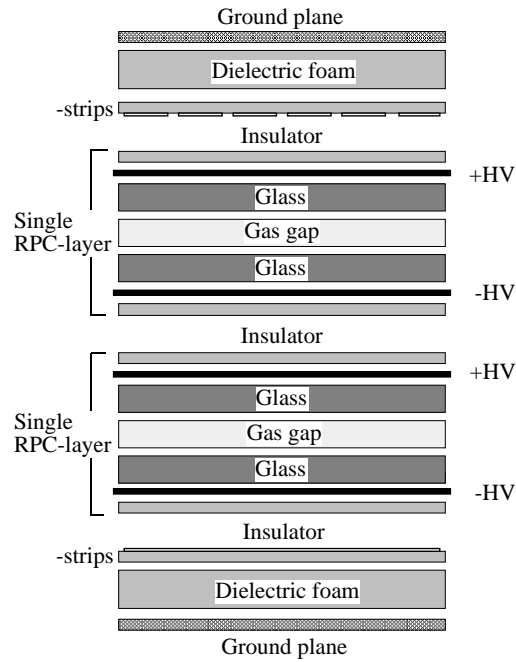 Ground plane
Dielectric foam
-strips
Insulator
+HV
Glass
Single
RPC-layer
Gas gap
Glass
-HV
Insulator
+HV
Glass
Single
RPC-layer
Gas gap
Glass
-HV
Insulator
-strips
Dielectric foam
Ground plane